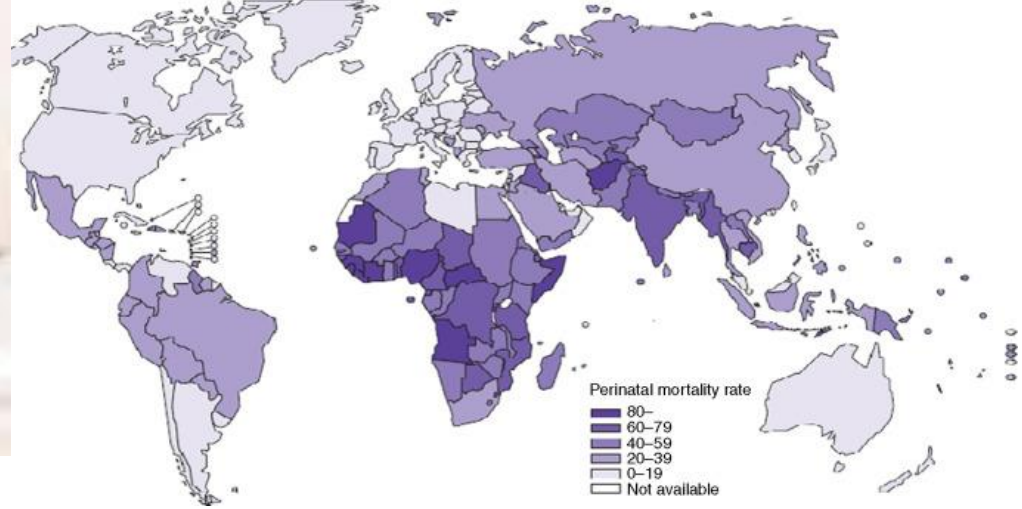 Perinatal mortality rate
80–
60–79
40–59
20–39
0–19
Not available